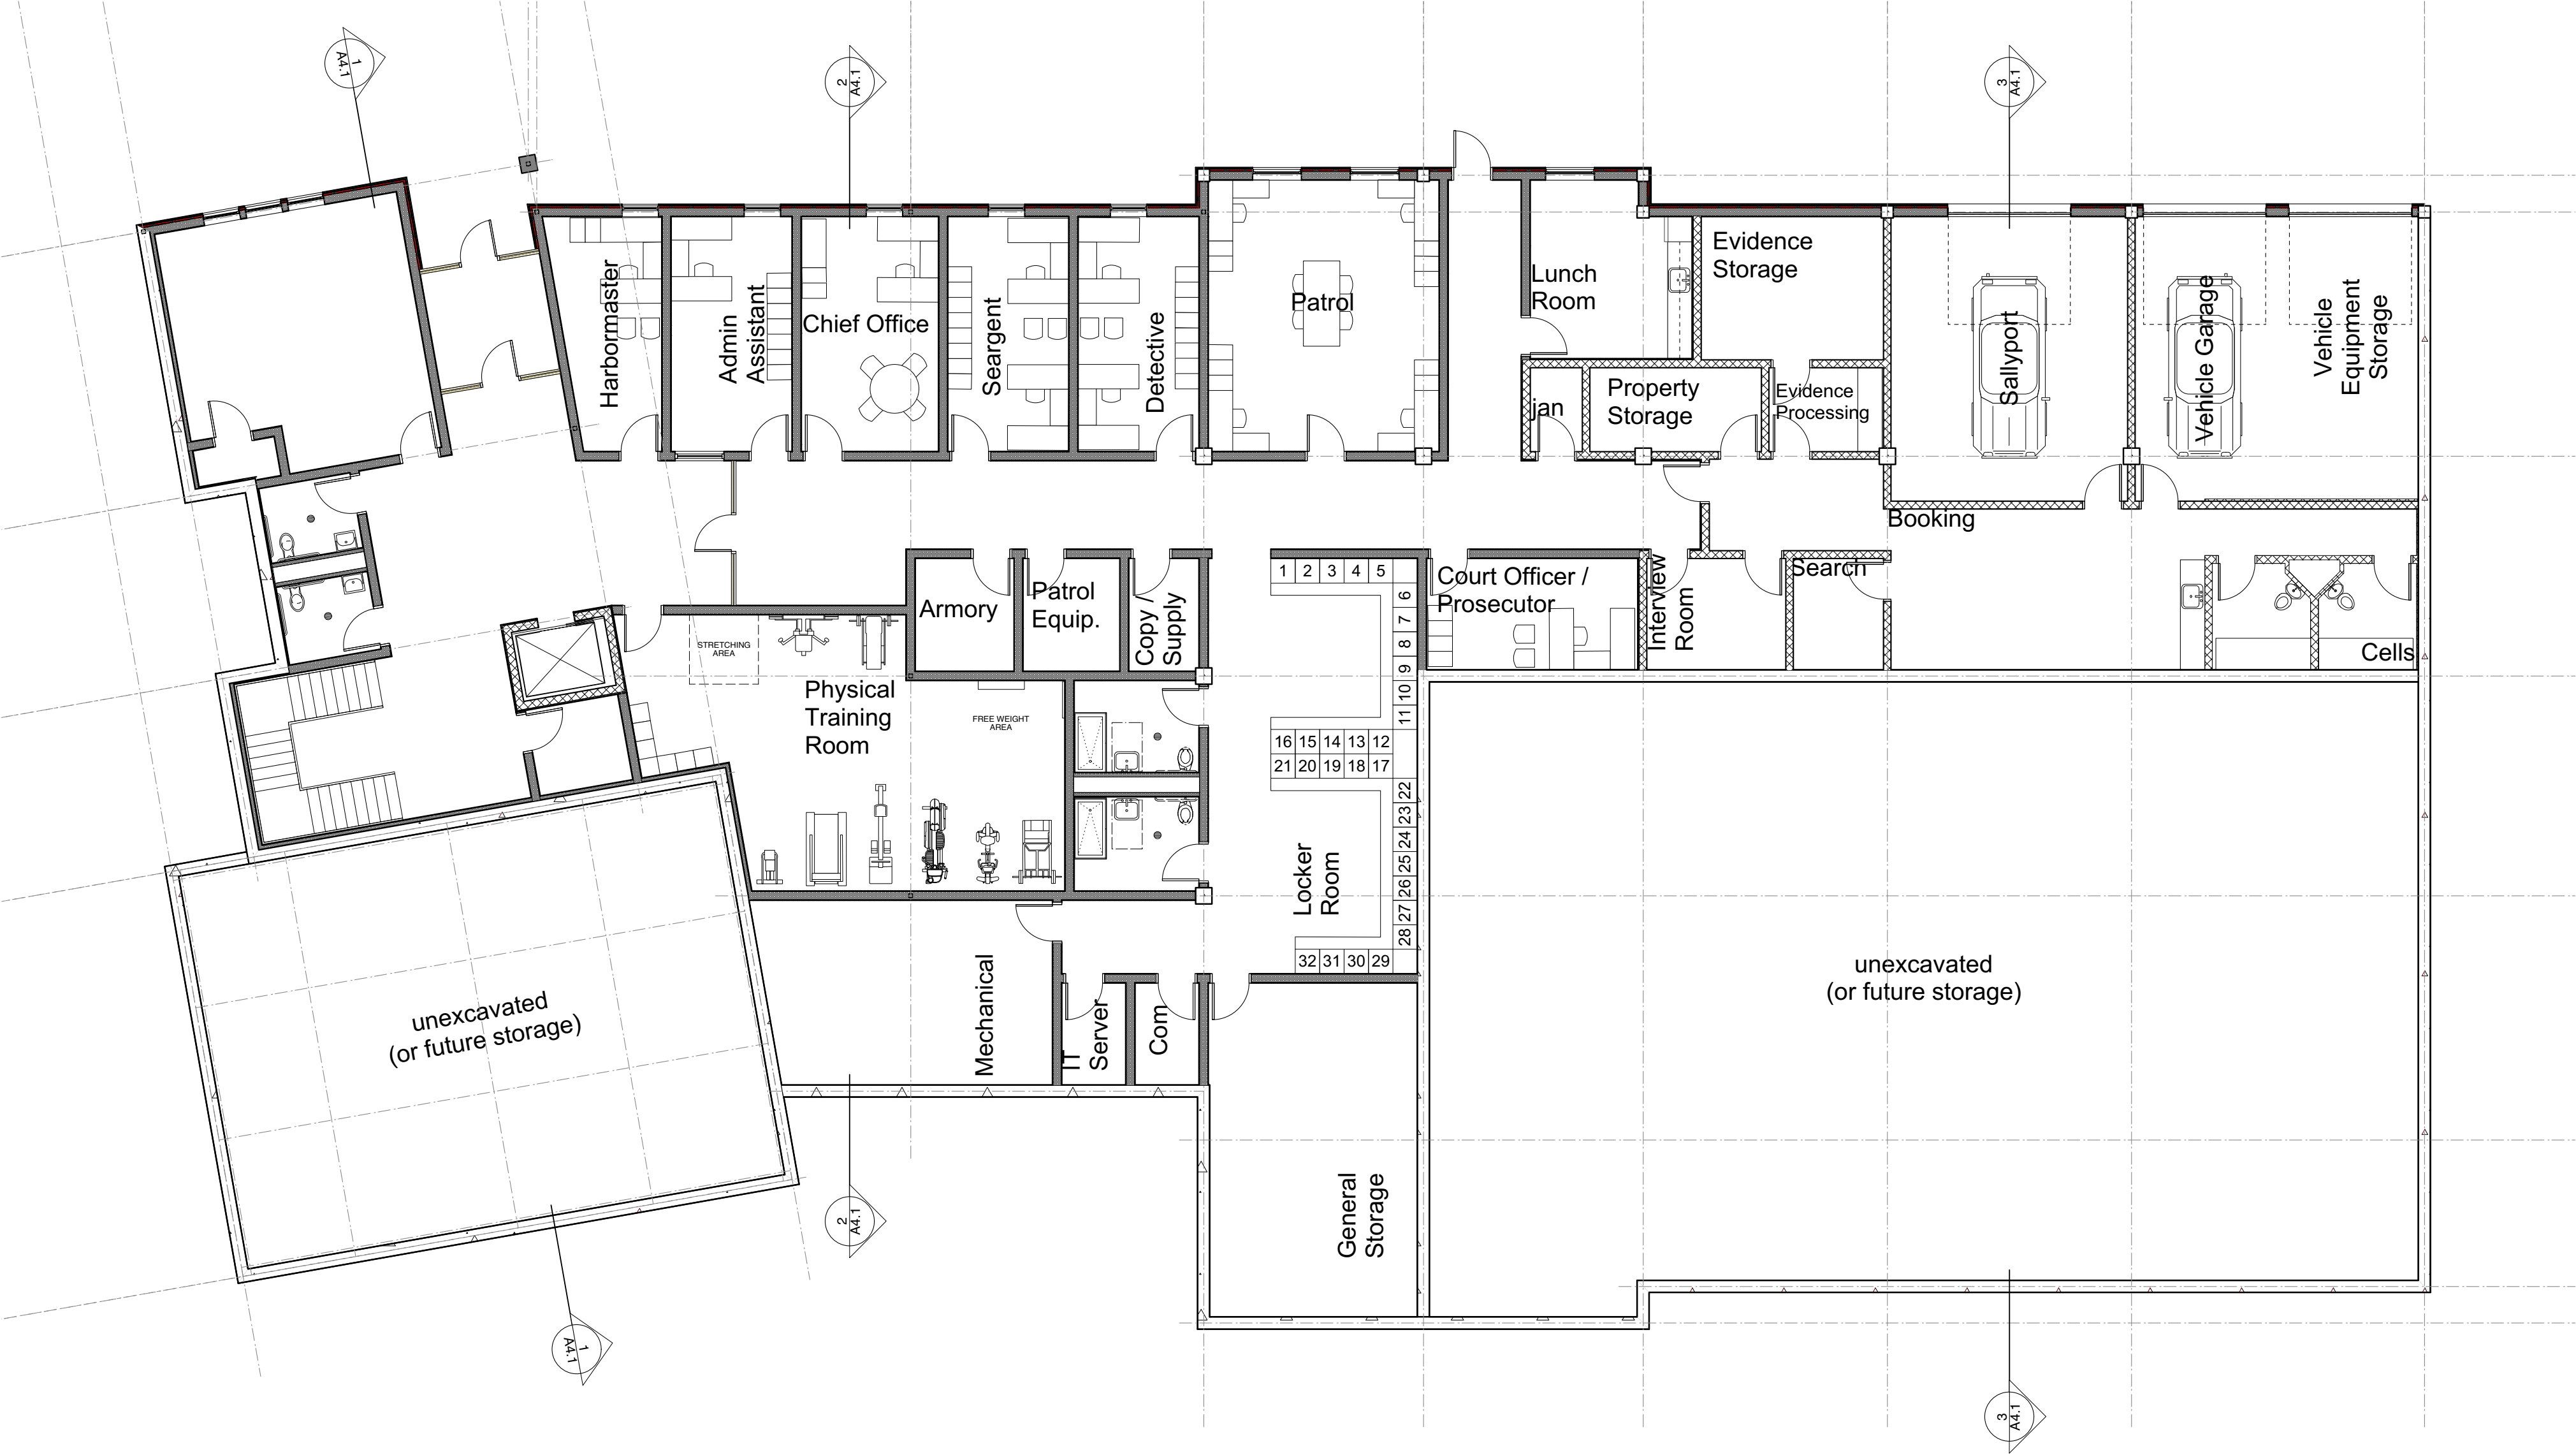 1
A4.1
2
A4.1
3
A4.1
Harbormaster
Admin
Assistant
Chief Office
Seargent
Detective
Patrol
Lunch
Room
Evidence
Storage
jan
Property
Storage
Evidence
Processing
Sallyport
Vehicle Garage
Vehicle
Equipment
Storage
Booking
Armory
Patrol
Equip.
Copy /
Supply
1 2 3 4 5
6
7
8
9
10
11
16 15 14 13 12
21 20 19 18 17
22
23
24
25
26
27
28
32 31 30 29
Locker
Room
Court Officer /
Prosecutor
Interview
Room
Search
Cells
STRETCHING
AREA
Physical
Training
Room
FREE WEIGHT
AREA
Mechanical
IT
Server
Com
General
Storage
unexcavated
(or future storage)
unexcavated
(or future storage)
1
A4.1
2
A4.1
3
A4.1